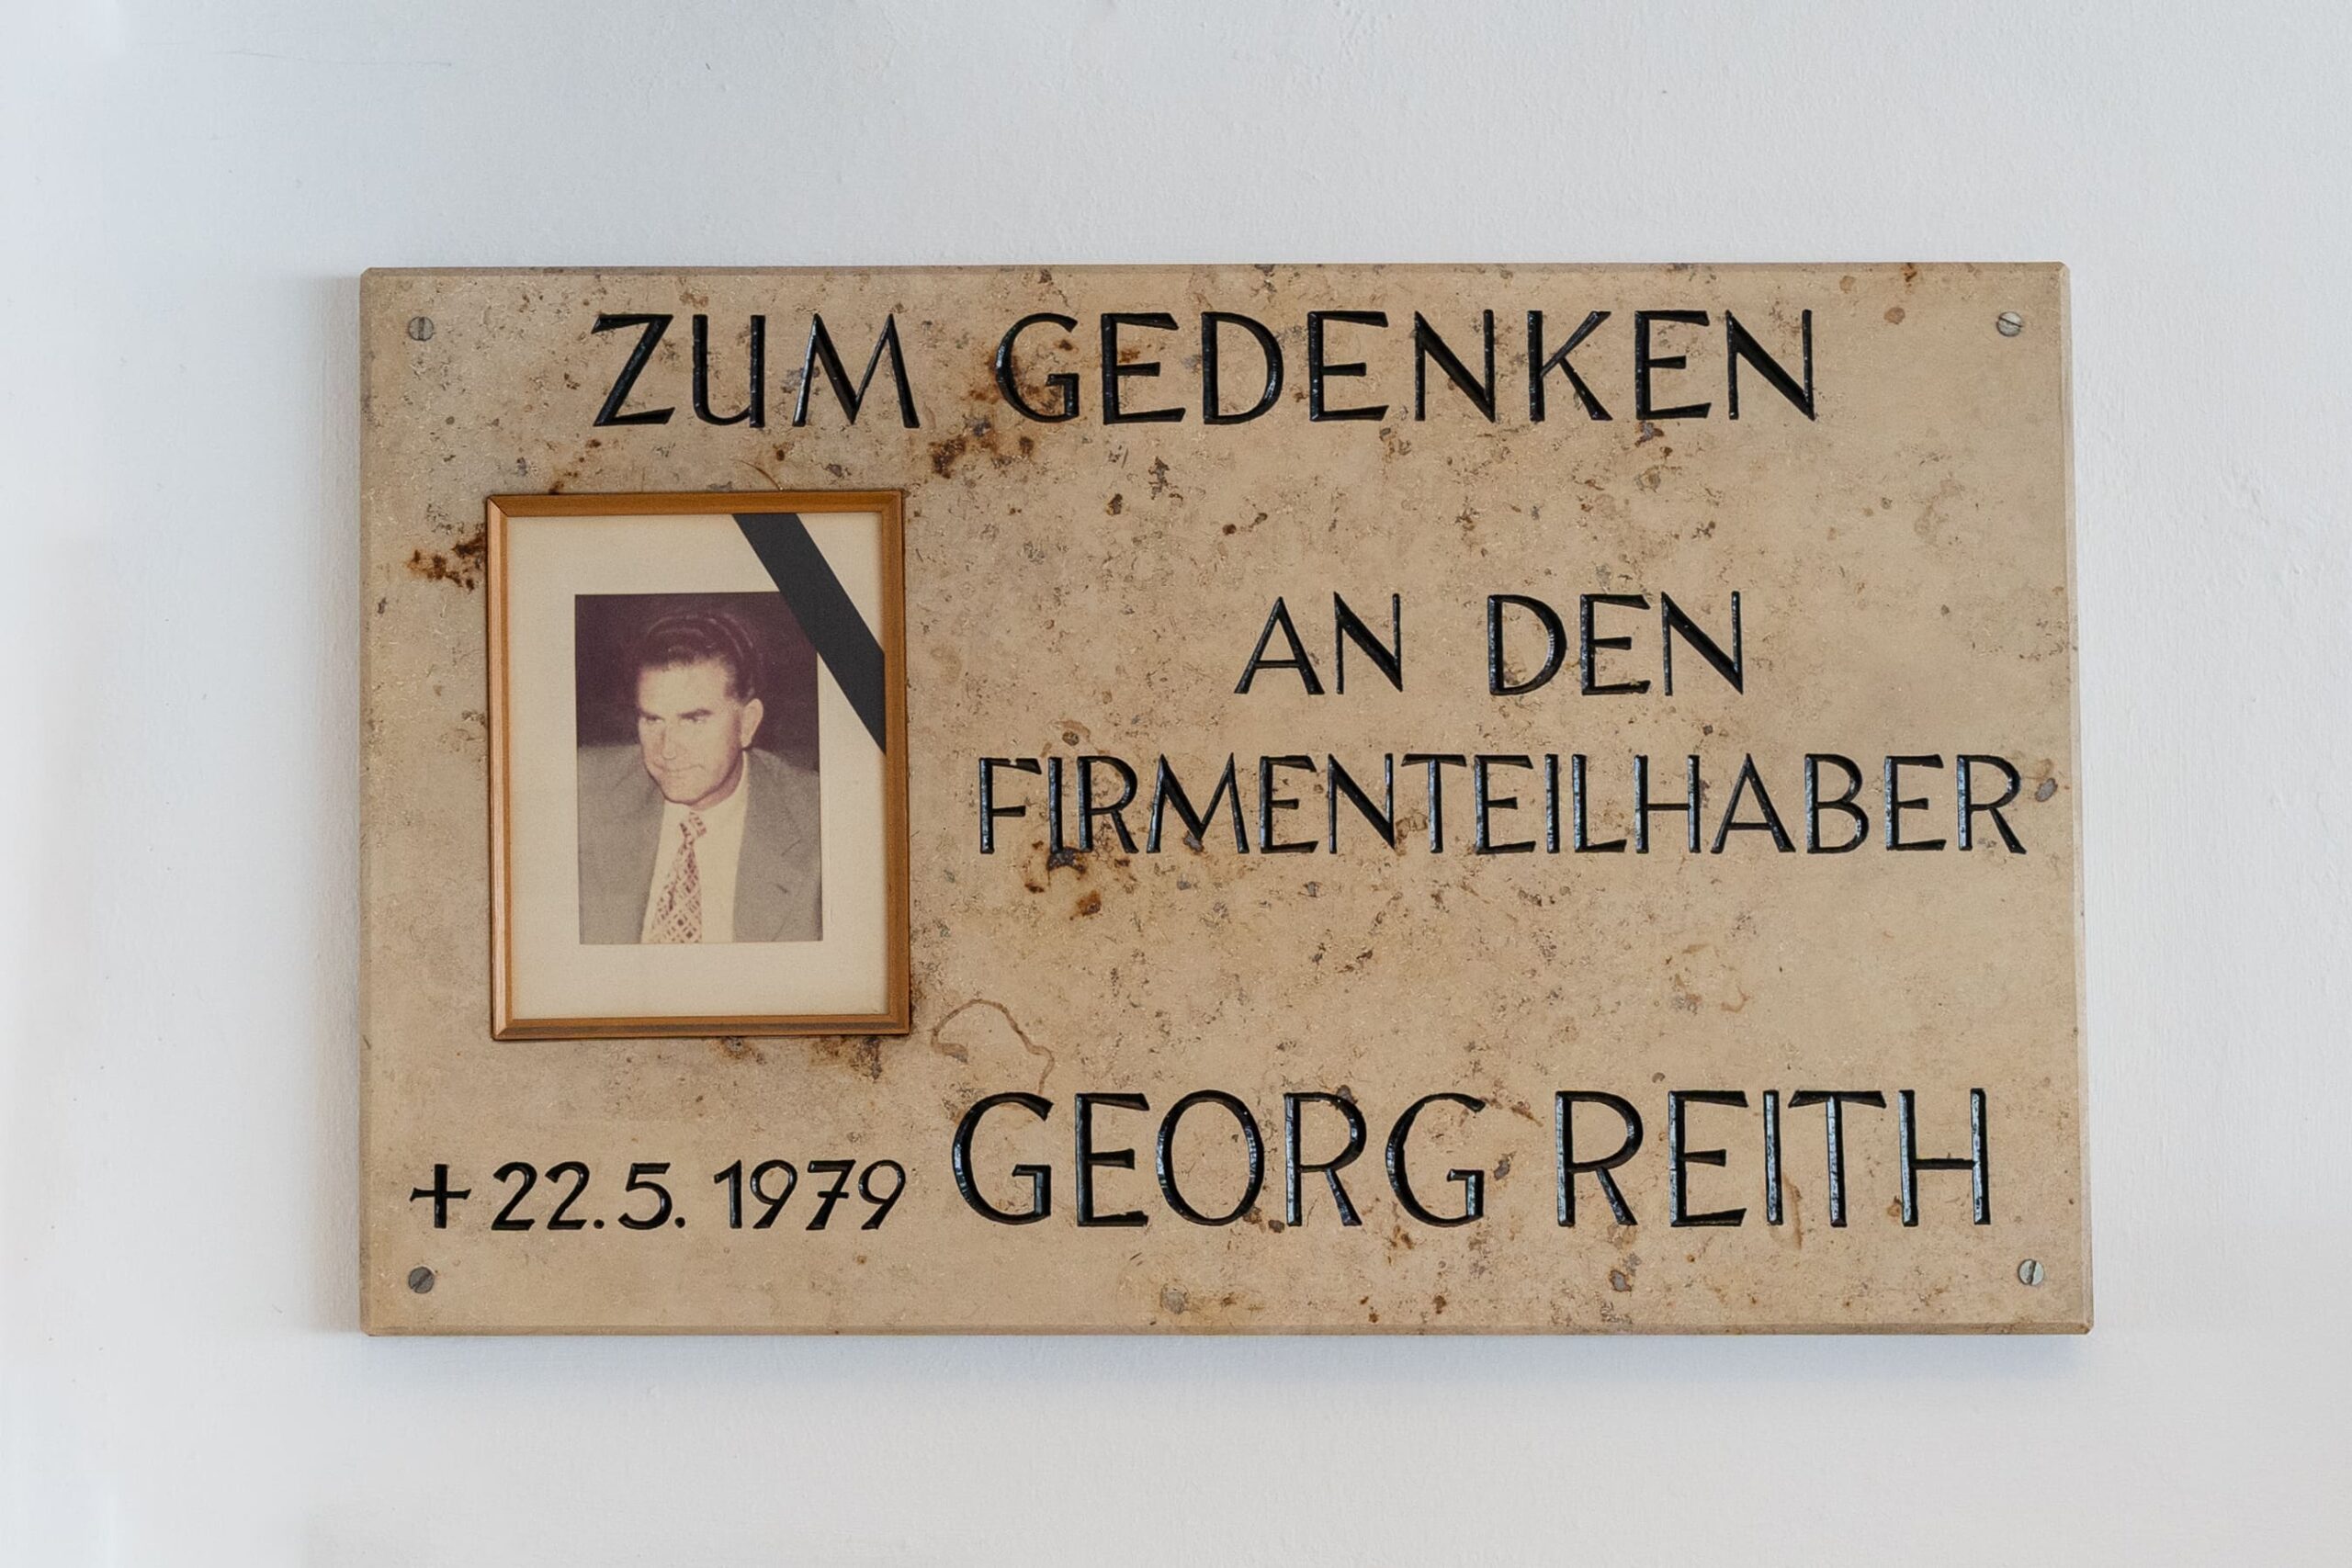 ZUM GEDENKEN
AN DEN
FIRMENTEILHABER
+22.5.1979 GEORG REITH